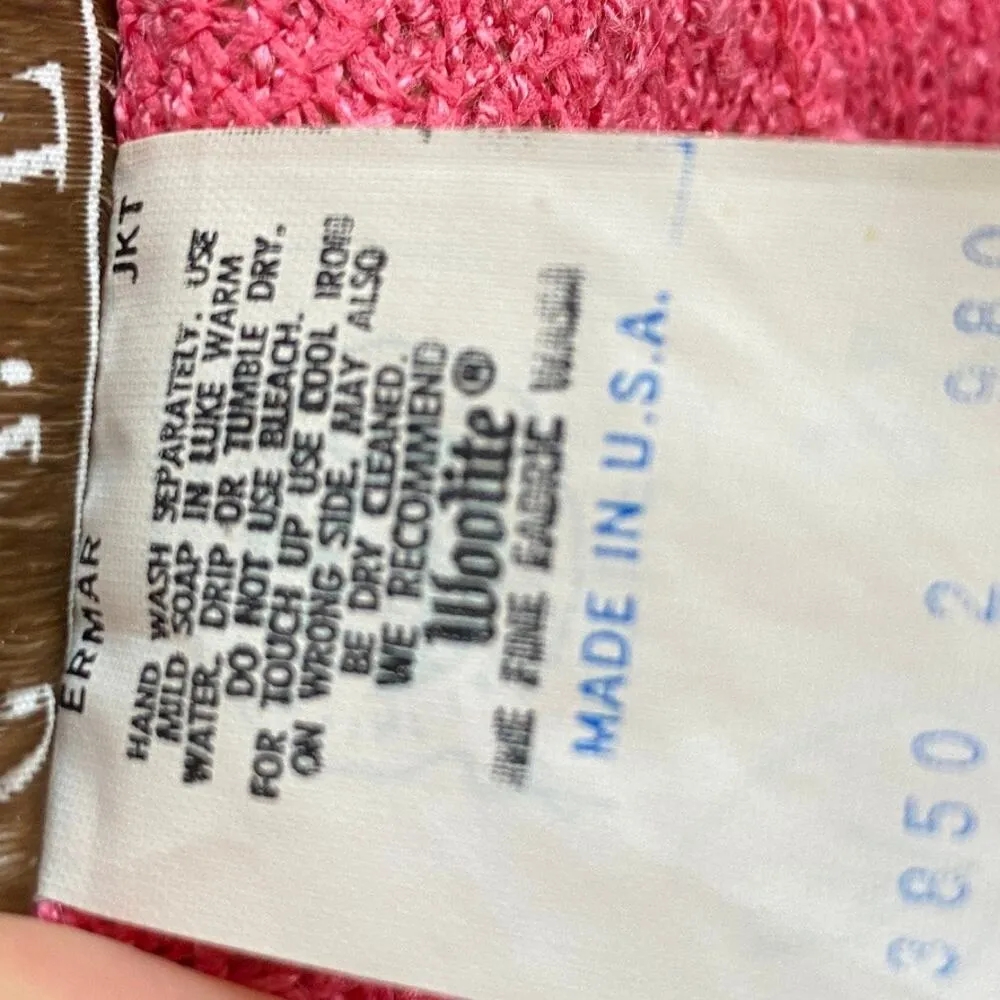 ERMAR JKT
HAND WASH SEPARATELY. USE
MILD SOAP IN LUKE WARM
WATER. DRIP OR TUMBLE DRY.
DO NOT USE BLEACH.
FOR TOUCH UP USE COOL IRON
ON WRONG SIDE. MAY ALSO
BE DRY CLEANED.
WE RECOMMEND
Woolite®
FINE FABRIC WASH
MADE IN U.S.A.
3850 2 980